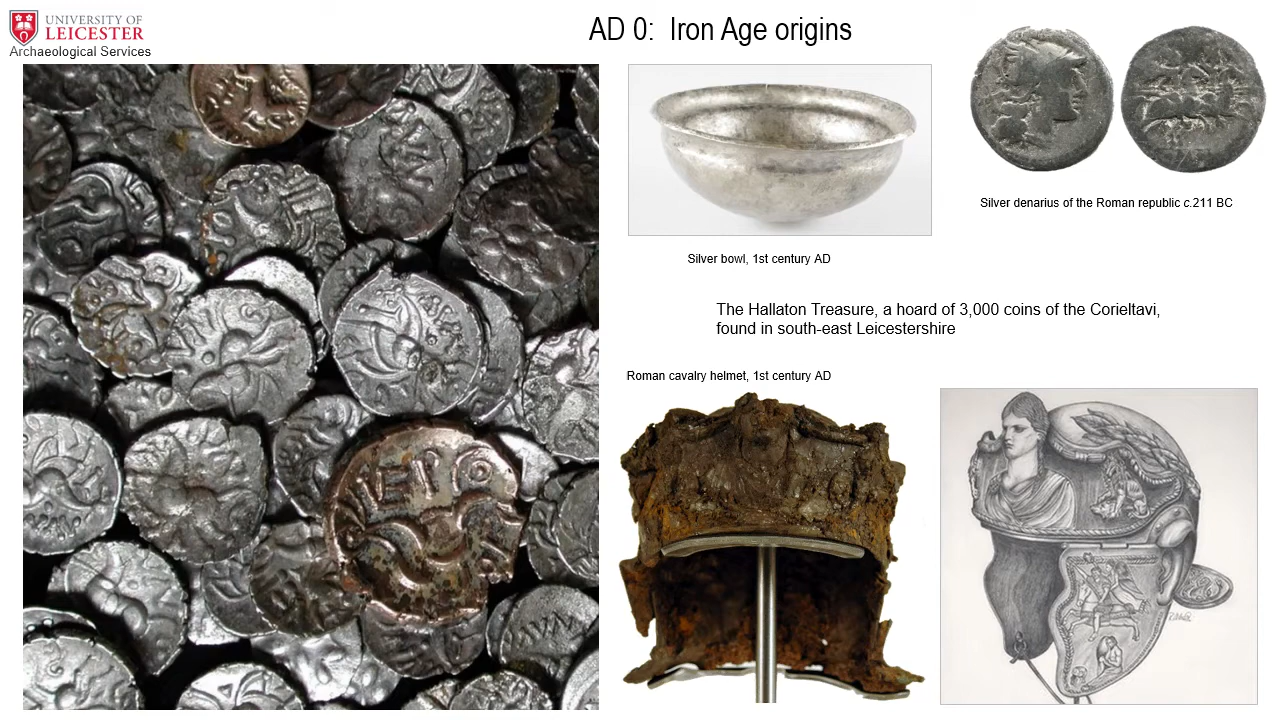 UNIVERSITY OF
LEICESTER
Archaeological Services
AD 0:  Iron Age origins
Silver denarius of the Roman republic c.211 BC
Silver bowl, 1st century AD
The Hallaton Treasure, a hoard of 3,000 coins of the Corieltavi,
found in south-east Leicestershire
Roman cavalry helmet, 1st century AD